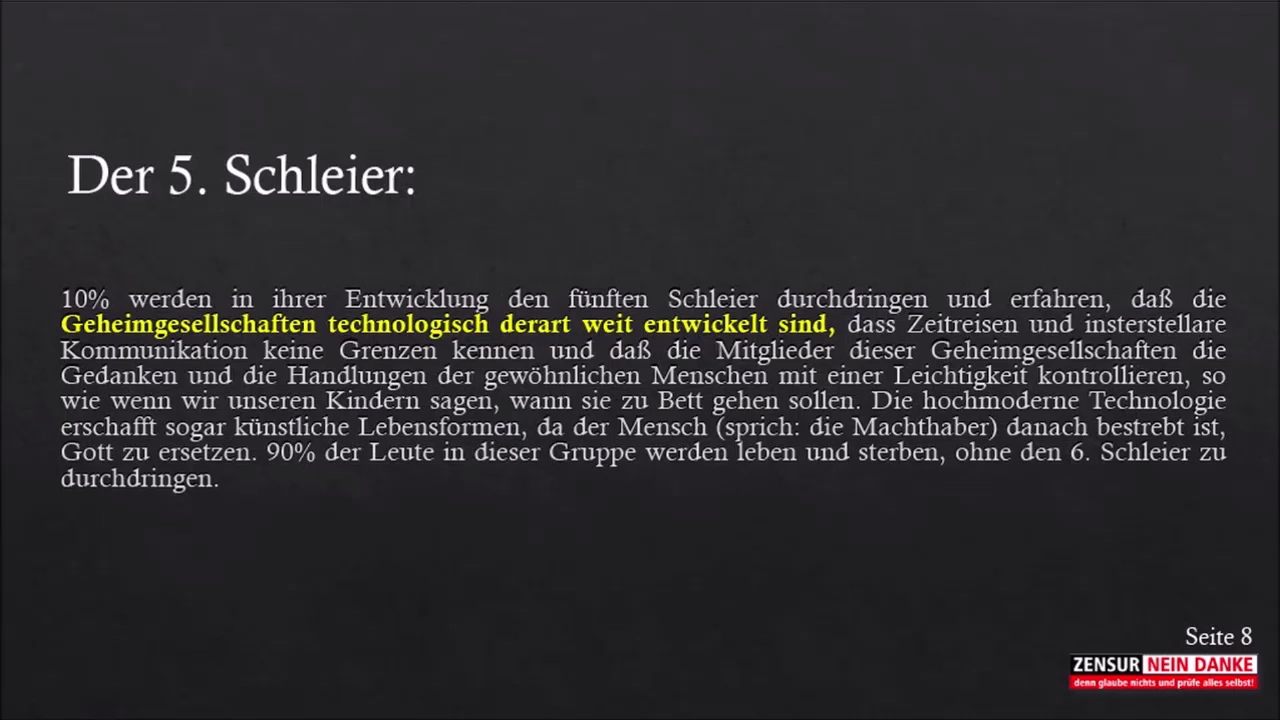 Der 5. Schleier:
10% werden in ihrer Entwicklung den fünften Schleier durchdringen und erfahren, daß die
Geheimgesellschaften technologisch derart weit entwickelt sind, dass Zeitreisen und insterstellare
Kommunikation keine Grenzen kennen und daß die Mitglieder dieser Geheimgesellschaften die
Gedanken und die Handlungen der gewöhnlichen Menschen mit einer Leichtigkeit kontrollieren, so
wie wenn wir unseren Kindern sagen, wann sie zu Bett gehen sollen. Die hochmoderne Technologie
erschafft sogar künstliche Lebensformen, da der Mensch (sprich: die Machthaber) danach bestrebt ist,
Gott zu ersetzen. 90% der Leute in dieser Gruppe werden leben und sterben, ohne den 6. Schleier zu
durchdringen.
Seite 8
ZENSUR NEIN DANKE
denn glaube nichts und prüfe alles selbst!